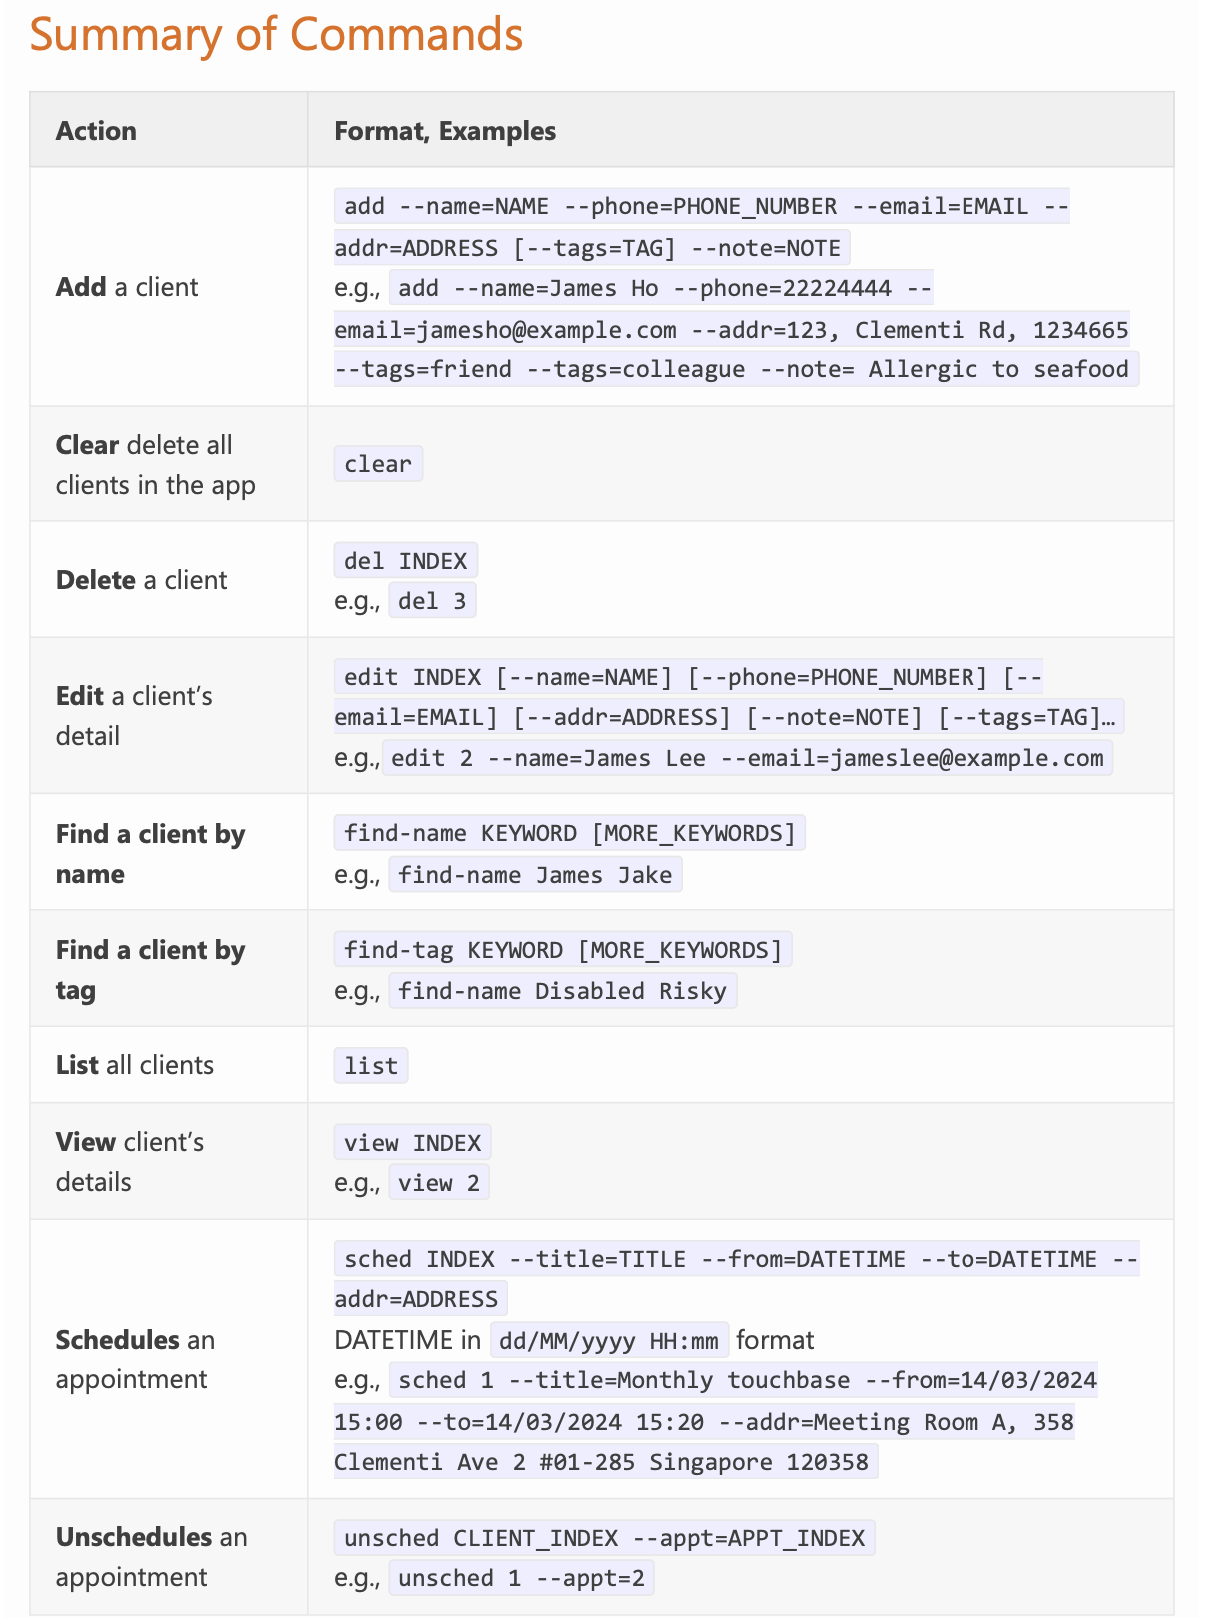 Summary of Commands
Action
Format, Examples
Add a client
add --name=NAME --phone=PHONE_NUMBER --email=EMAIL --
addr=ADDRESS [--tags=TAG] --note=NOTE
e.g., add --name=James Ho --phone=22224444 --
email=jamesho@example.com --addr=123, Clementi Rd, 1234665
--tags=friend --tags=colleague --note= Allergic to seafood
Clear delete all
clients in the app
clear
Delete a client
del INDEX
e.g., del 3
Edit a client’s
detail
edit INDEX [--name=NAME] [--phone=PHONE_NUMBER] [--
email=EMAIL] [--addr=ADDRESS] [--note=NOTE] [--tags=TAG]…
e.g., edit 2 --name=James Lee --email=jameslee@example.com
Find a client by
name
find-name KEYWORD [MORE_KEYWORDS]
e.g., find-name James Jake
Find a client by
tag
find-tag KEYWORD [MORE_KEYWORDS]
e.g., find-name Disabled Risky
List all clients
list
View client’s
details
view INDEX
e.g., view 2
Schedules an
appointment
sched INDEX --title=TITLE --from=DATETIME --to=DATETIME --
addr=ADDRESS
DATETIME in dd/MM/yyyy HH:mm format
e.g., sched 1 --title=Monthly touchbase --from=14/03/2024
15:00 --to=14/03/2024 15:20 --addr=Meeting Room A, 358
Clementi Ave 2 #01-285 Singapore 120358
Unschedules an
appointment
unsched CLIENT_INDEX --appt=APPT_INDEX
e.g., unsched 1 --appt=2